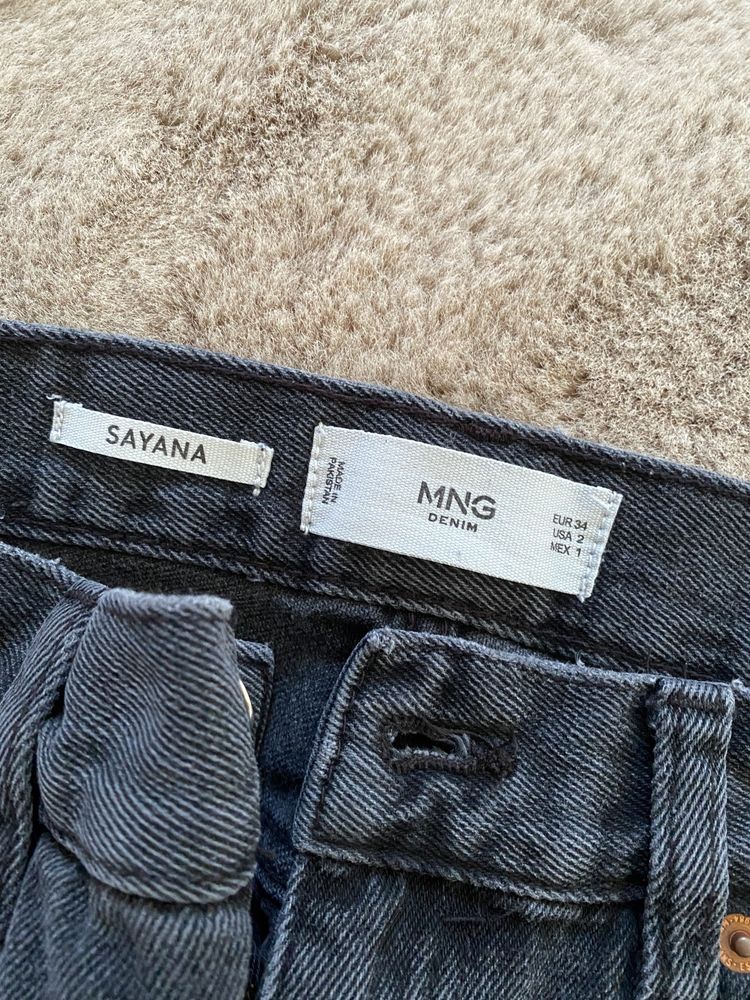 SAYANA
MADE IN
PAKISTAN
MNG
DENIM
EUR 34
USA 2
MEX 1